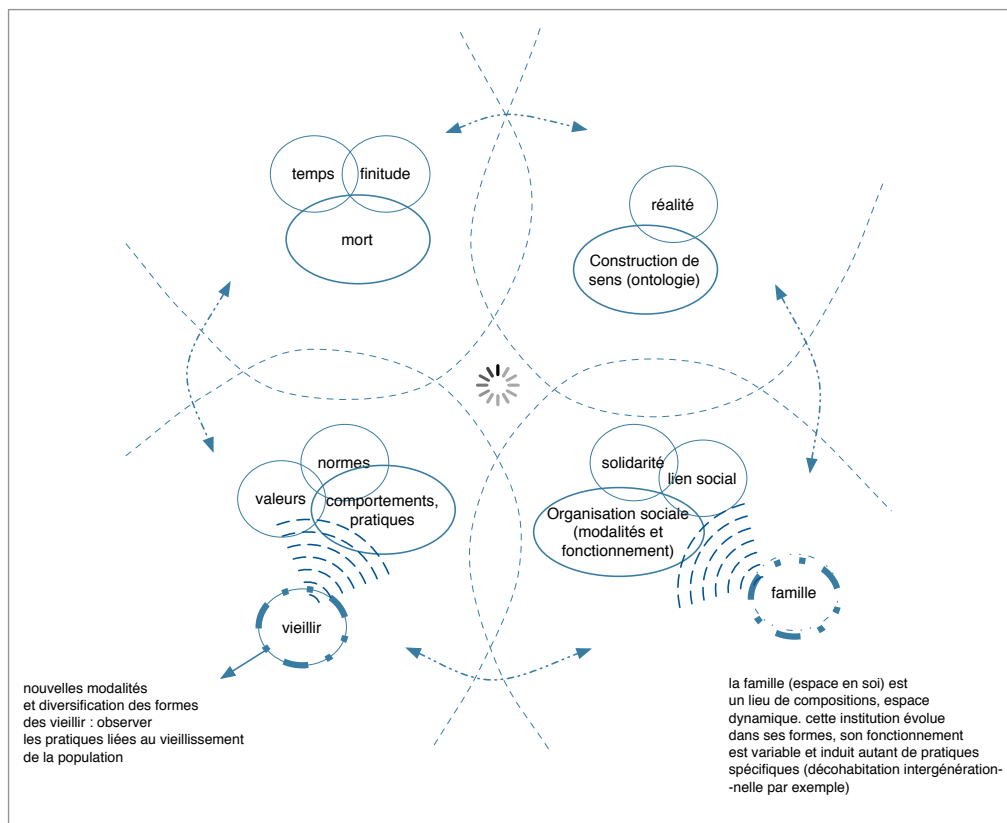 temps
finitude
mort
réalité
Construction de
sens (ontologie)
normes
valeurs
comportements,
pratiques
solidarité
lien social
Organisation sociale
(modalités et
fonctionnement)
vieillir
famille
nouvelles modalités
et diversification des formes
des vieillir : observer
les pratiques liées au vieillissement
de la population
la famille (espace en soi) est
un lieu de compositions, espace
dynamique. cette institution évolue
dans ses formes, son fonctionnement
est variable et induit autant de pratiques
spécifiques (décohabitation intergénération-
-nelle par exemple)